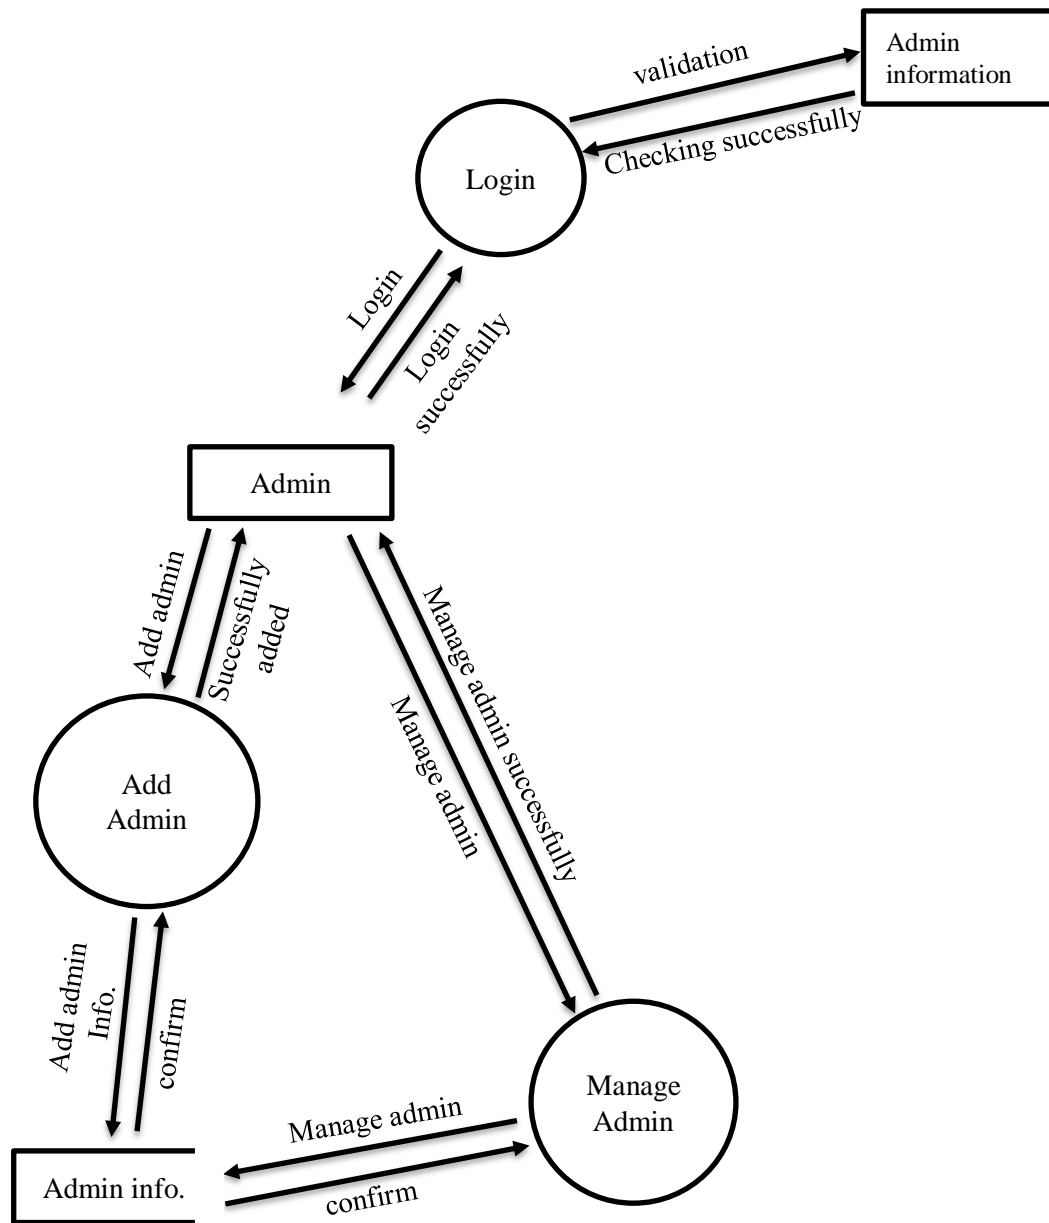 validation
Admin
information
Checking successfully
Login
Login
Login
successfully
Admin
Add admin
Successfully
added
Manage admin successfully
Manage admin
Add
Admin
Add admin
Info.
confirm
Manage
Admin
Manage admin
confirm
Admin info.